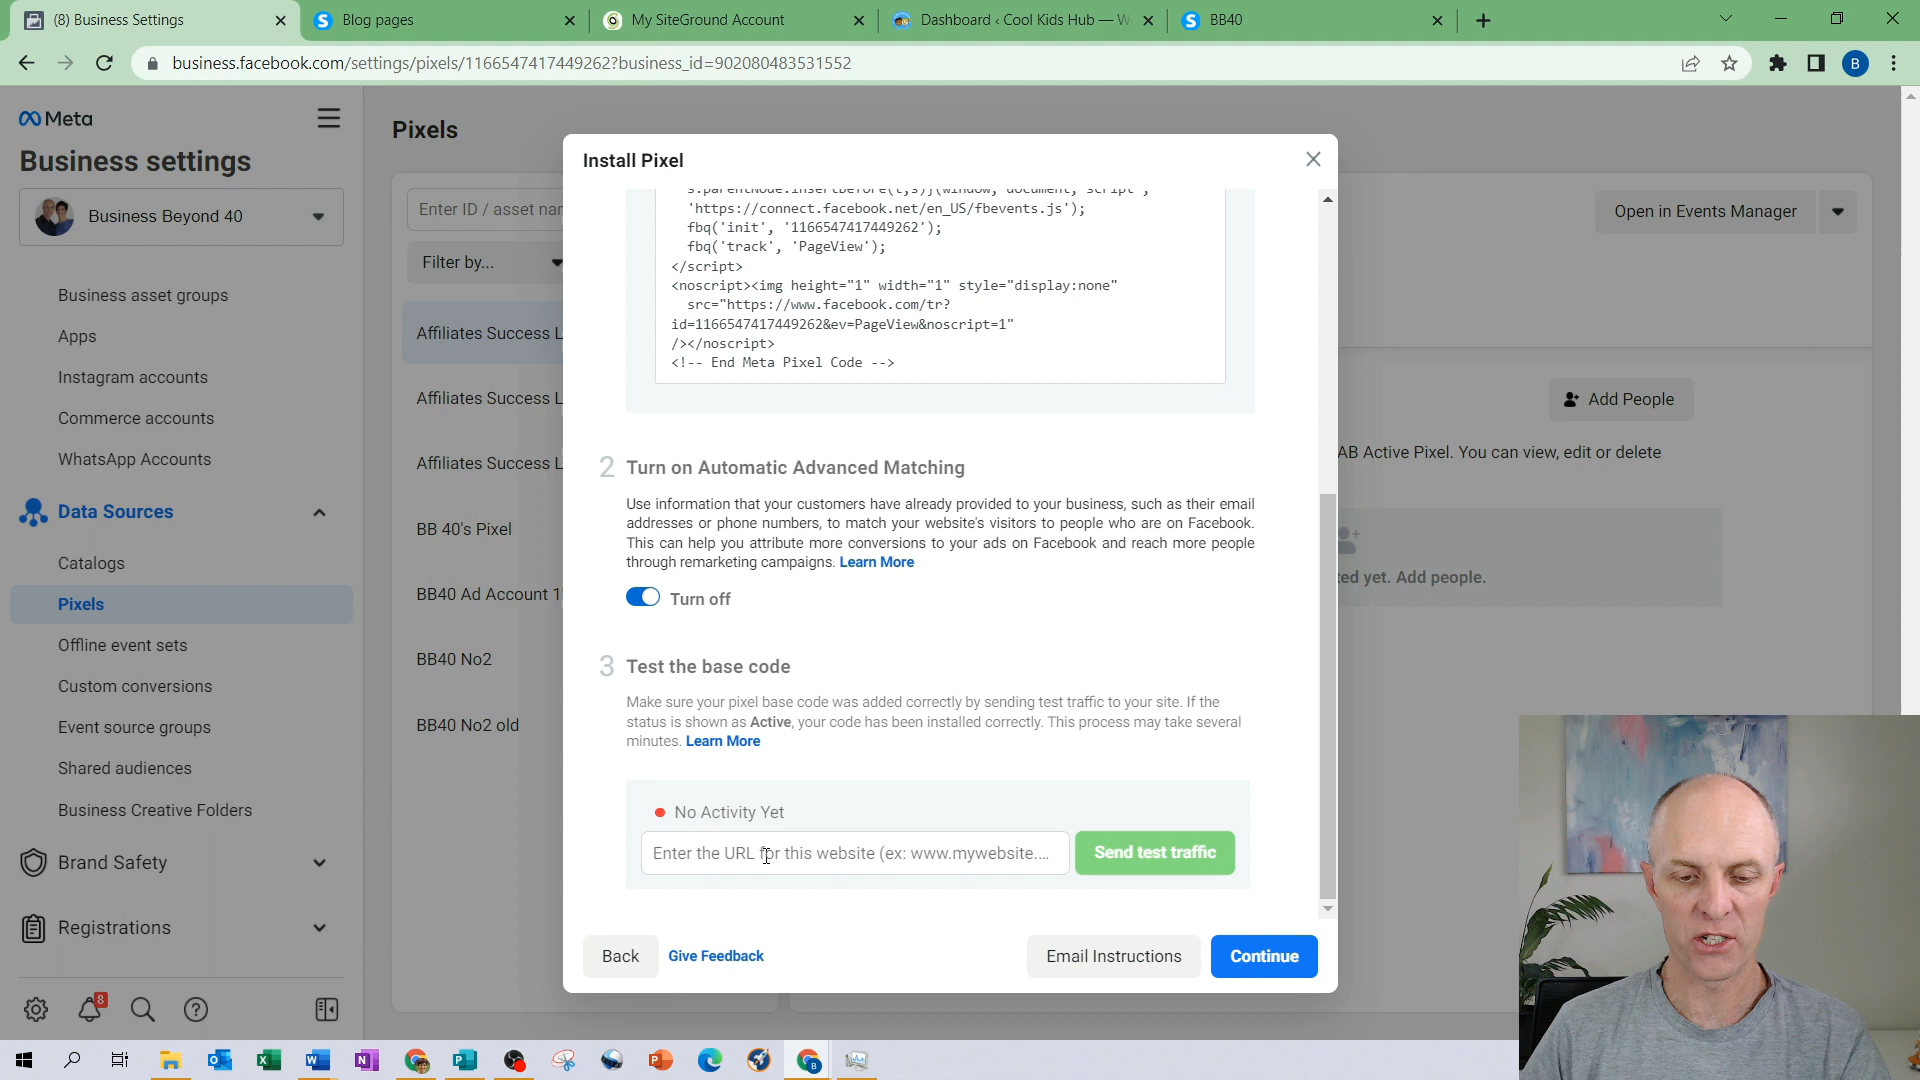 (8) Business Settings
Blog pages
My SiteGround Account
Dashboard ‹ Cool Kids Hub — W
BB40
business.facebook.com/settings/pixels/1166547417449262?business_id=902080483531552
B
Meta
Business settings
Business Beyond 40
Business asset groups
Apps
Instagram accounts
Commerce accounts
WhatsApp Accounts
Data Sources
Catalogs
Pixels
Offline event sets
Custom conversions
Event source groups
Shared audiences
Business Creative Folders
Brand Safety
Registrations
8
Pixels
Enter ID / asset nam
Filter by...
Affiliates Success L
Affiliates Success L
Affiliates Success L
BB 40's Pixel
BB40 Ad Account 1
BB40 No2
BB40 No2 old
Open in Events Manager
Add People
AB Active Pixel. You can view, edit or delete
ted yet. Add people.
Install Pixel
s.parentNode.insertBefore(t,s)}(window, document,'script',
'https://connect.facebook.net/en_US/fbevents.js');
fbq('init', '1166547417449262');
fbq('track', 'PageView');
</script>
<noscript><img height="1" width="1" style="display:none"
src="https://www.facebook.com/tr?
id=1166547417449262&ev=PageView&noscript=1"
/></noscript>
<!-- End Meta Pixel Code -->
2 Turn on Automatic Advanced Matching
Use information that your customers have already provided to your business, such as their email
addresses or phone numbers, to match your website's visitors to people who are on Facebook.
This can help you attribute more conversions to your ads on Facebook and reach more people
through remarketing campaigns. Learn More
Turn off
3 Test the base code
Make sure your pixel base code was added correctly by sending test traffic to your site. If the
status is shown as Active, your code has been installed correctly. This process may take several
minutes. Learn More
No Activity Yet
Enter the URL for this website (ex: www.mywebsite....
Send test traffic
Back
Give Feedback
Email Instructions
Continue